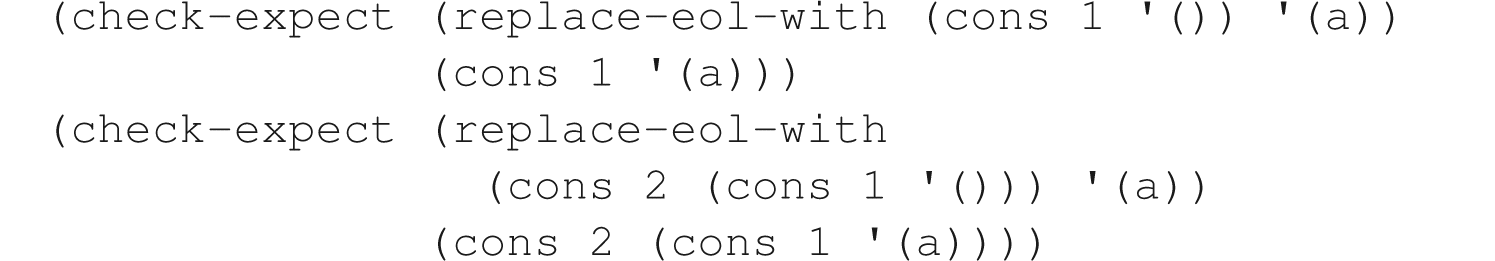 (check-expect (replace-eol-with (cons 1 '()) '(a))
(cons 1 '(a)))
(check-expect (replace-eol-with
(cons 2 (cons 1 '())) '(a))
(cons 2 (cons 1 '(a))))